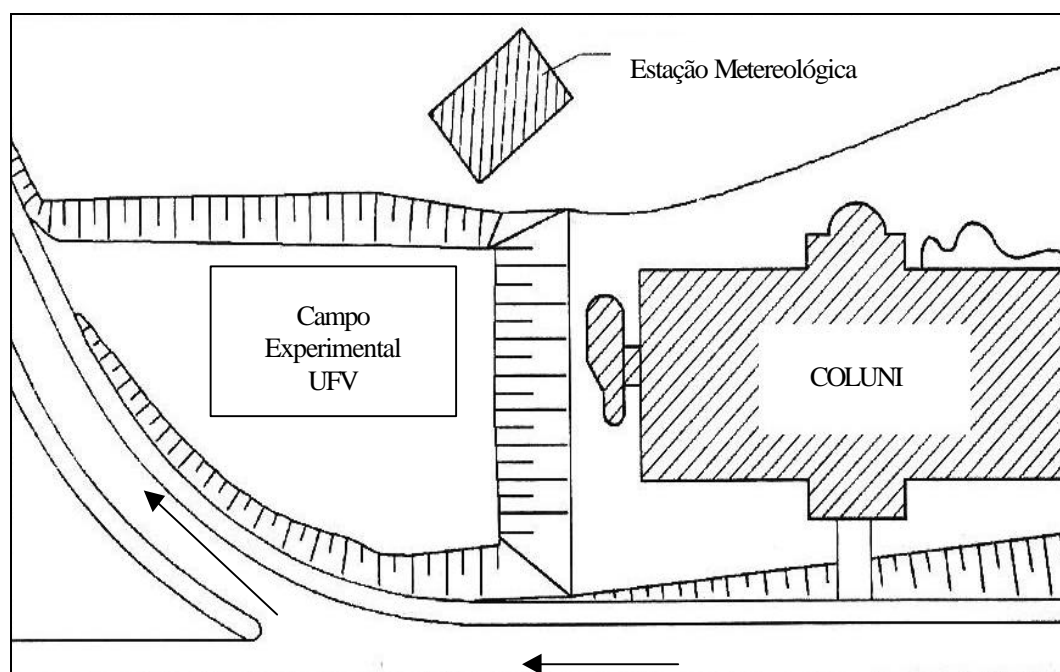 Estação Metereológica
Campo
Experimental
UFV
COLUNI